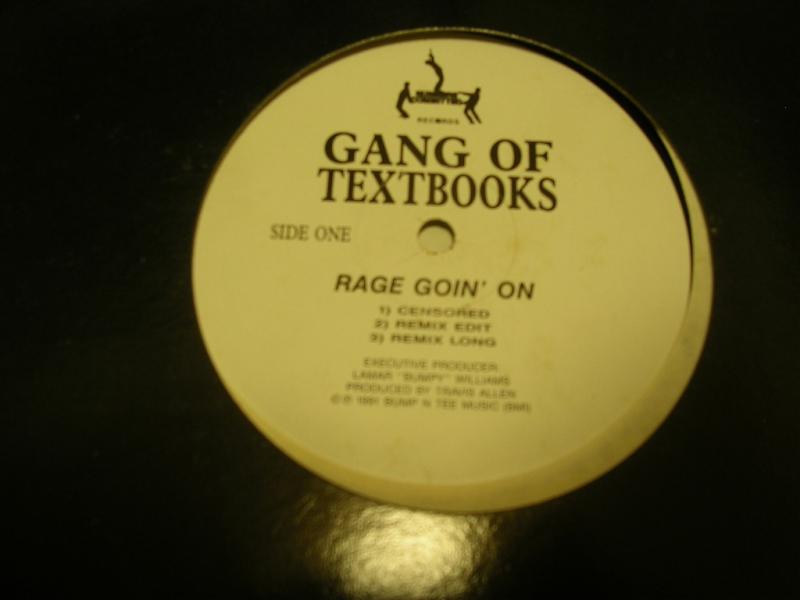 RECORDS
GANG OF
TEXTBOOKS
SIDE ONE
RAGE GOIN' ON
1) CENSORED
2) REMIX EDIT
3) REMIX LONG
EXECUTIVE PRODUCER:
LAMAR "BUMPY" WILLIAMS
PRODUCED BY TRAVIS ALLEN
© ℗ 1991 BUMP N TEE MUSIC (BMI)